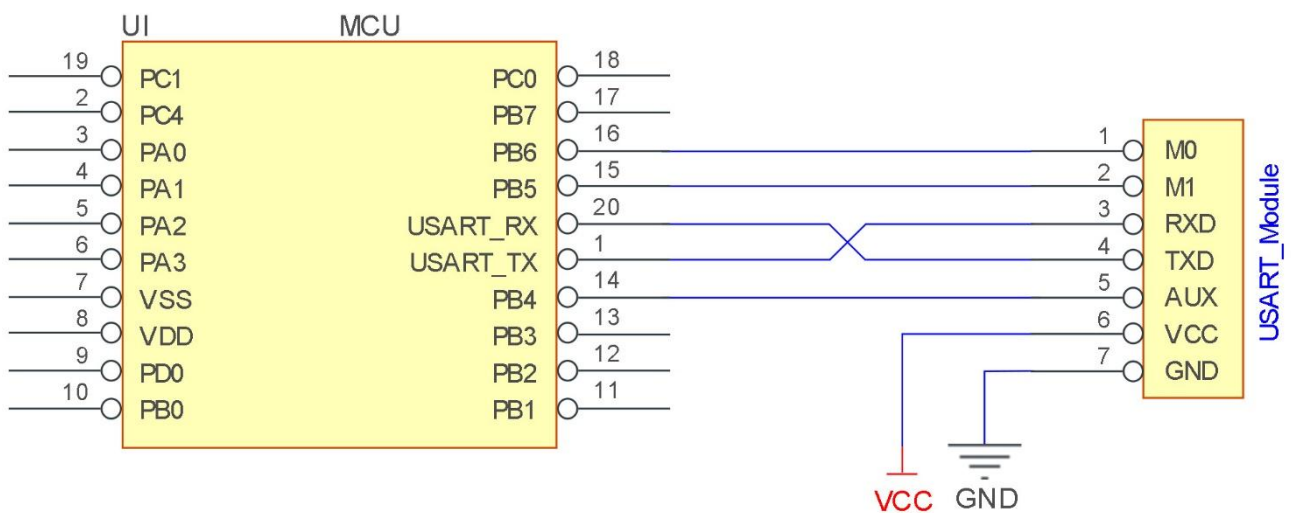 UI MCU
19 PC1 PC0 18
2 PC4 PB7 17
3 PA0 PB6 16 1 M0
4 PA1 PB5 15 2 M1
5 PA2 USART_RX 20 3 RXD
6 PA3 USART_TX 1 4 TXD
7 VSS PB4 14 5 AUX
8 VDD PB3 13 6 VCC
9 PD0 PB2 12 7 GND
10 PB0 PB1 11
USART_Module
VCC GND